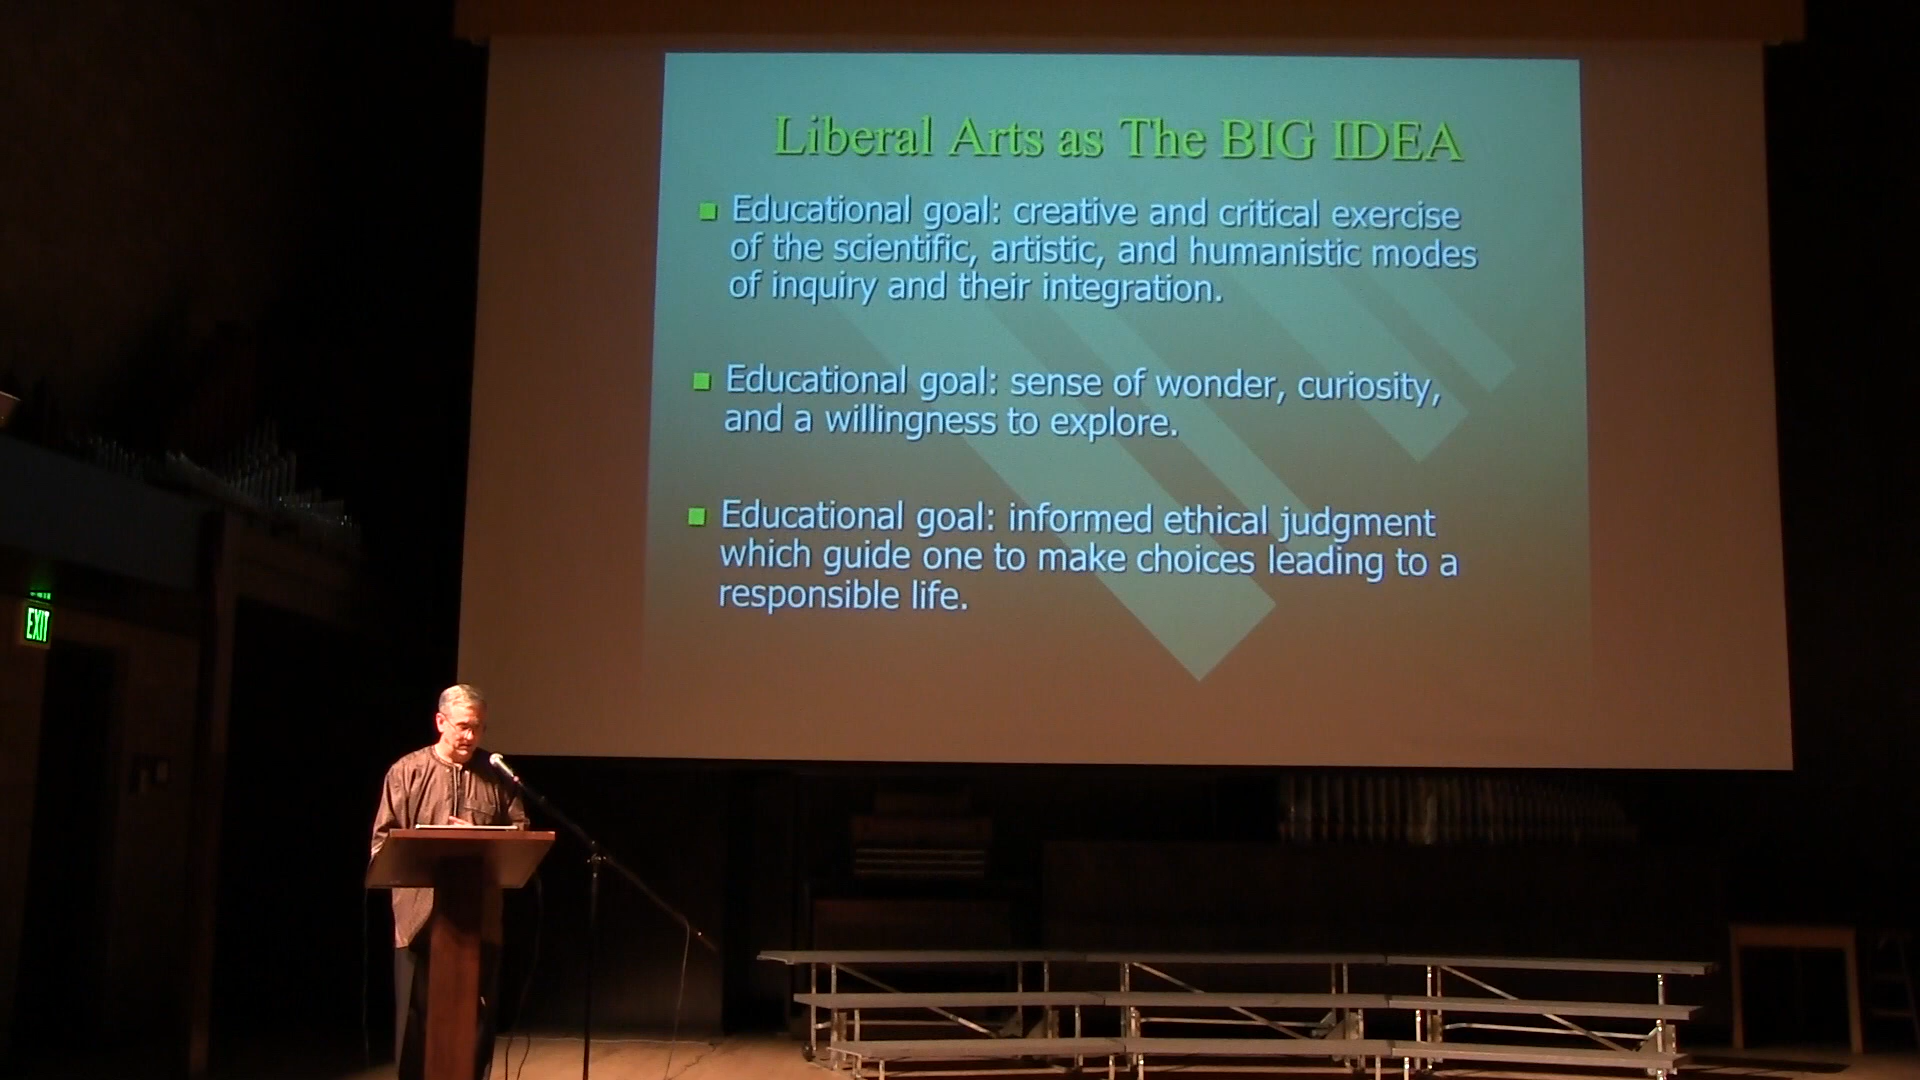 Liberal Arts as The BIG IDEA
Educational goal: creative and critical exercise
of the scientific, artistic, and humanistic modes
of inquiry and their integration.
Educational goal: sense of wonder, curiosity,
and a willingness to explore.
Educational goal: informed ethical judgment
which guide one to make choices leading to a
responsible life.
EXIT